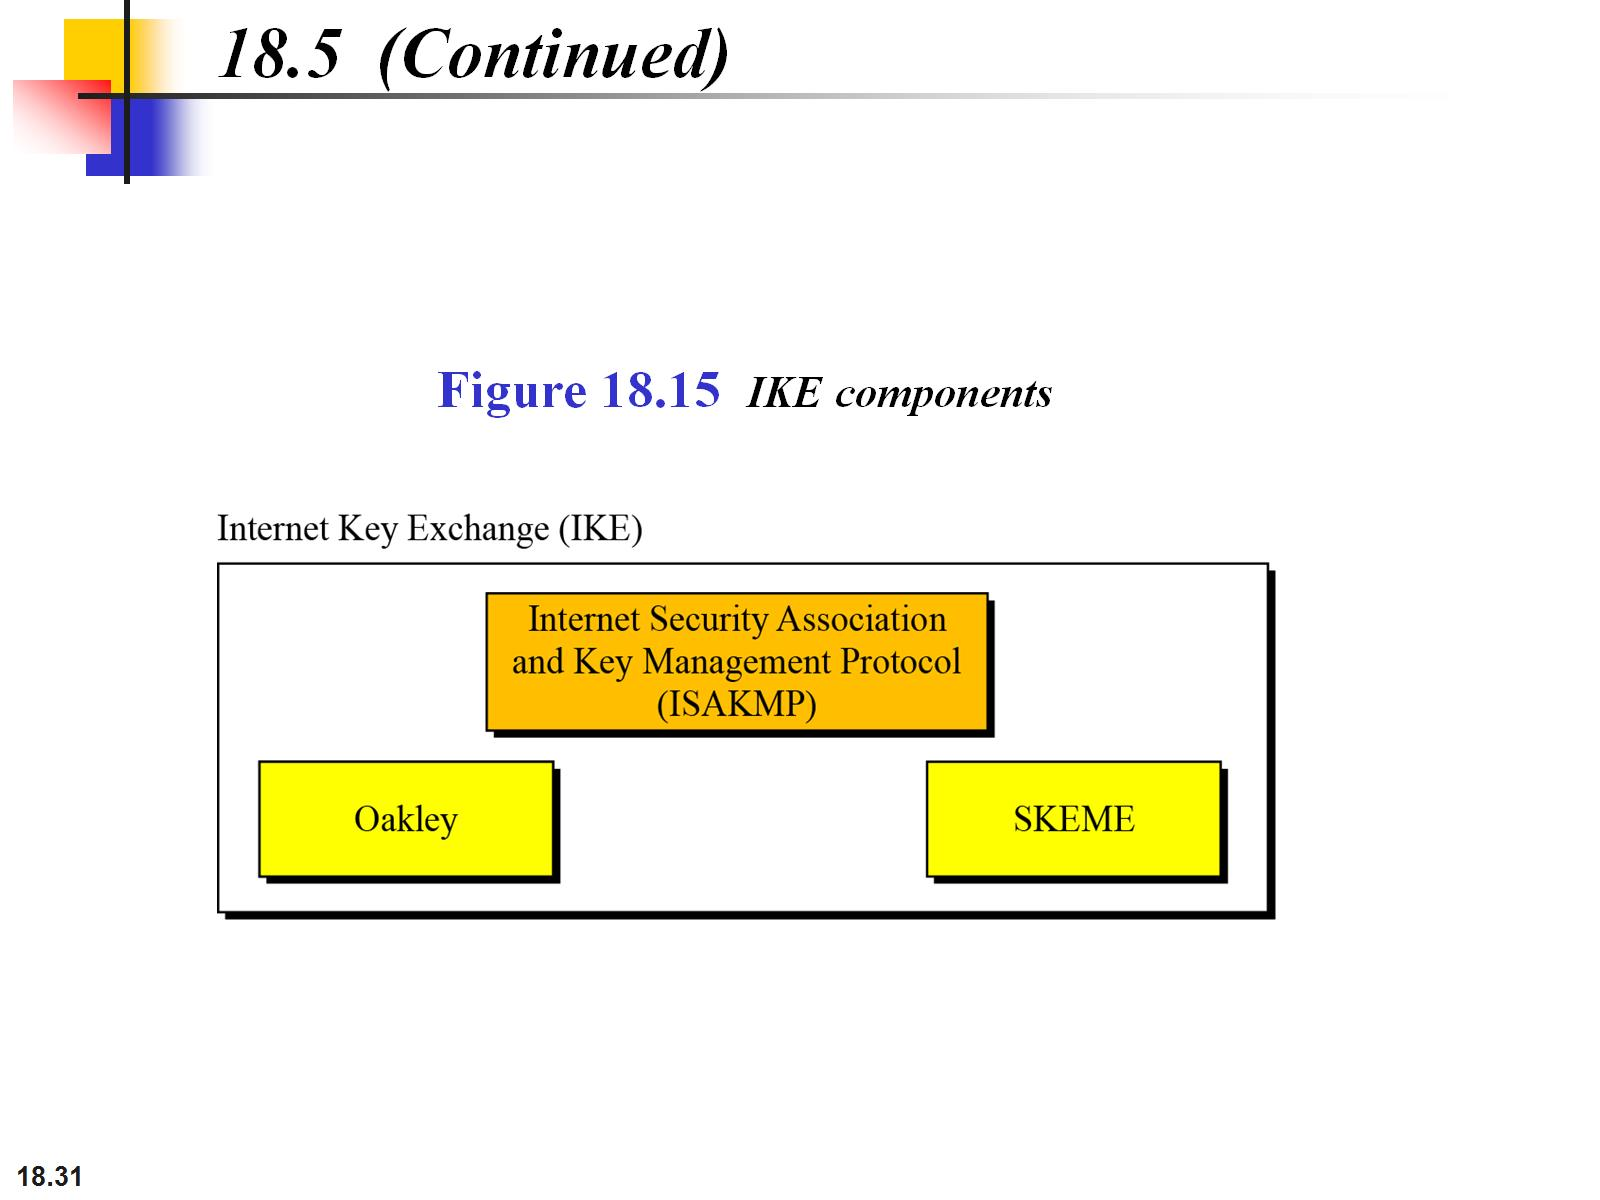 18.5  (Continued)
Figure 18.15  IKE components
Internet Key Exchange (IKE)
Internet Security Association
and Key Management Protocol
(ISAKMP)
Oakley
SKEME
18.31